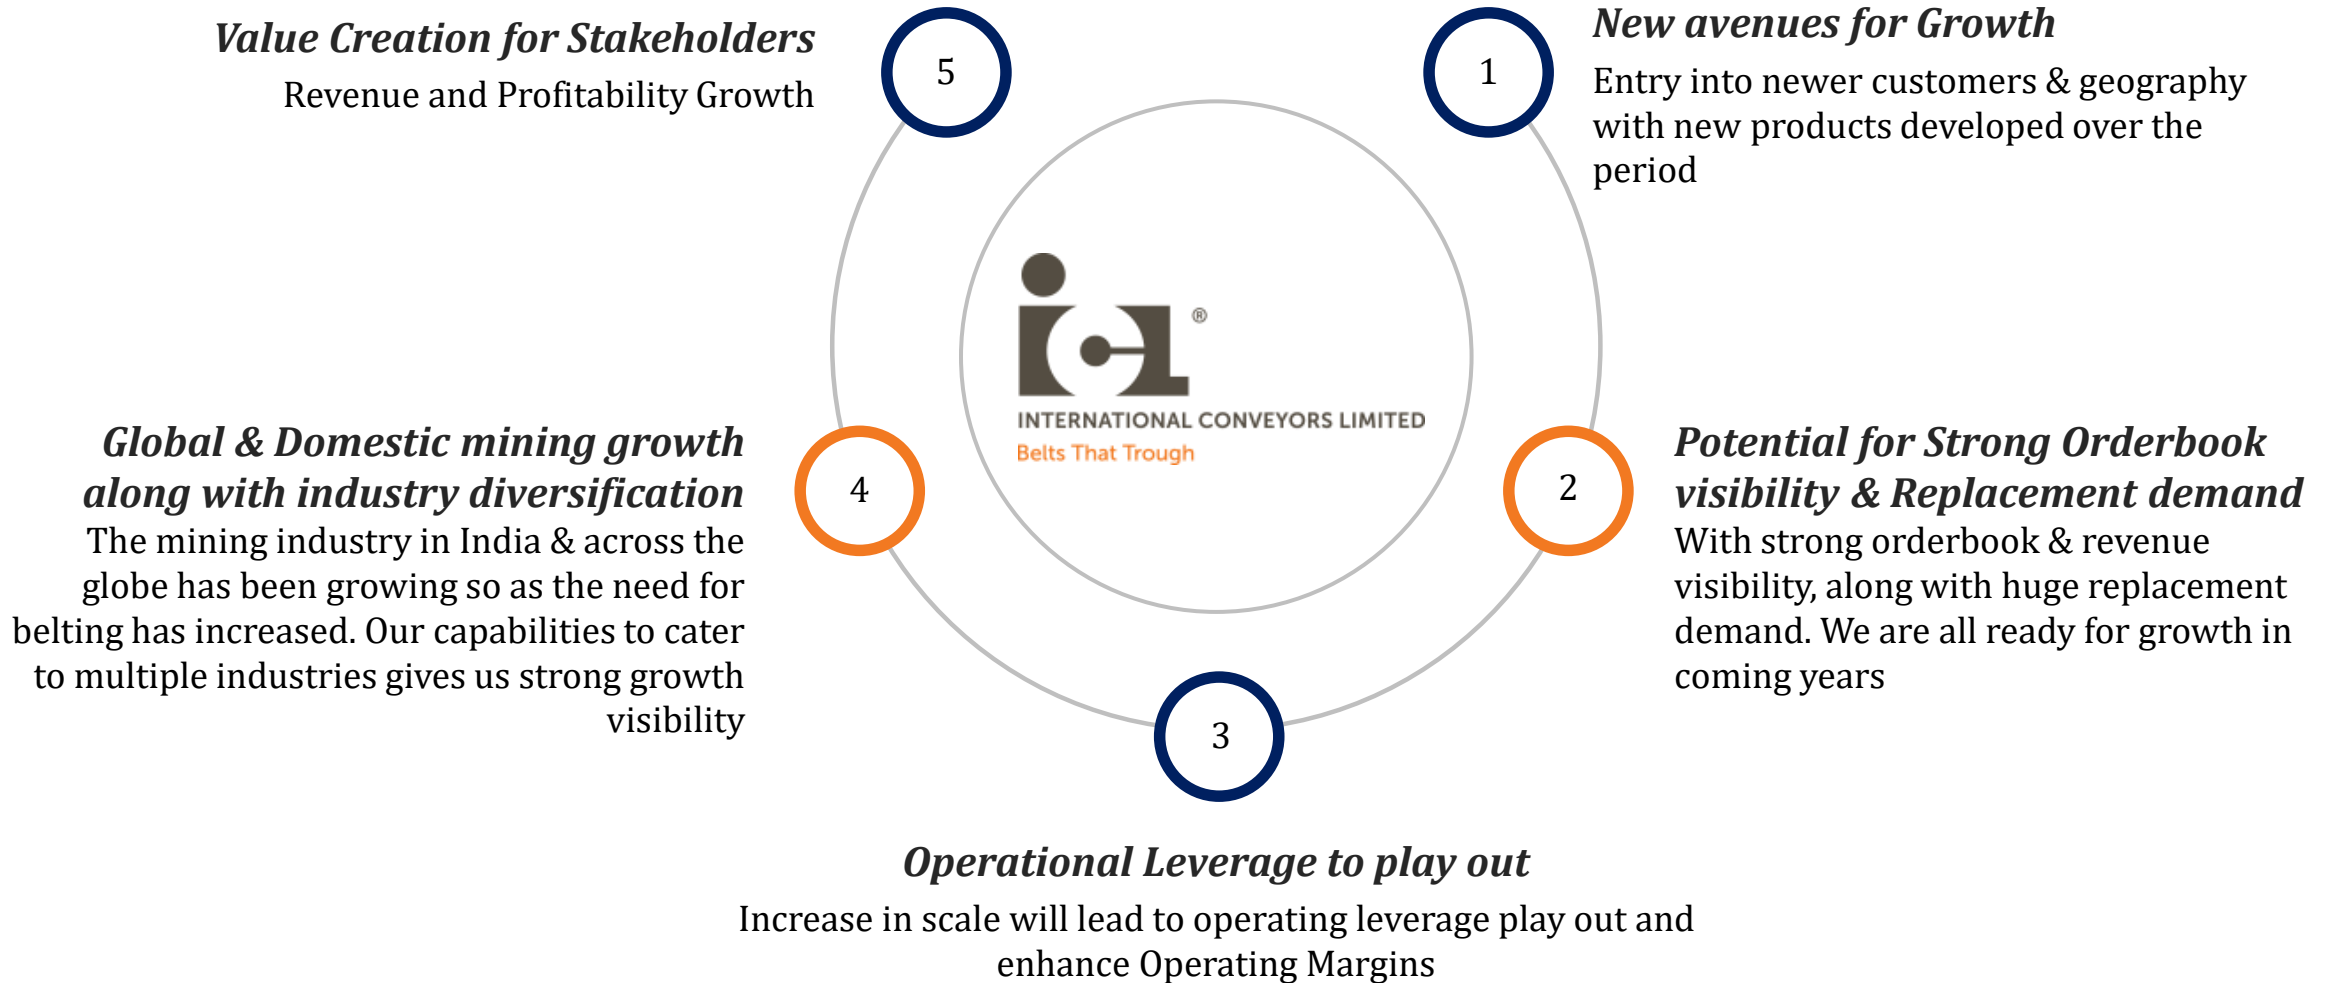 1
New avenues for Growth
Entry into newer customers & geography
with new products developed over the
period
2
Potential for Strong Orderbook
visibility & Replacement demand
With strong orderbook & revenue
visibility, along with huge replacement
demand. We are all ready for growth in
coming years
3
Operational Leverage to play out
Increase in scale will lead to operating leverage play out and
enhance Operating Margins
4
Global & Domestic mining growth
along with industry diversification
The mining industry in India & across the
globe has been growing so as the need for
belting has increased. Our capabilities to cater
to multiple industries gives us strong growth
visibility
5
Value Creation for Stakeholders
Revenue and Profitability Growth
icl ®
INTERNATIONAL CONVEYORS LIMITED
Belts That Trough